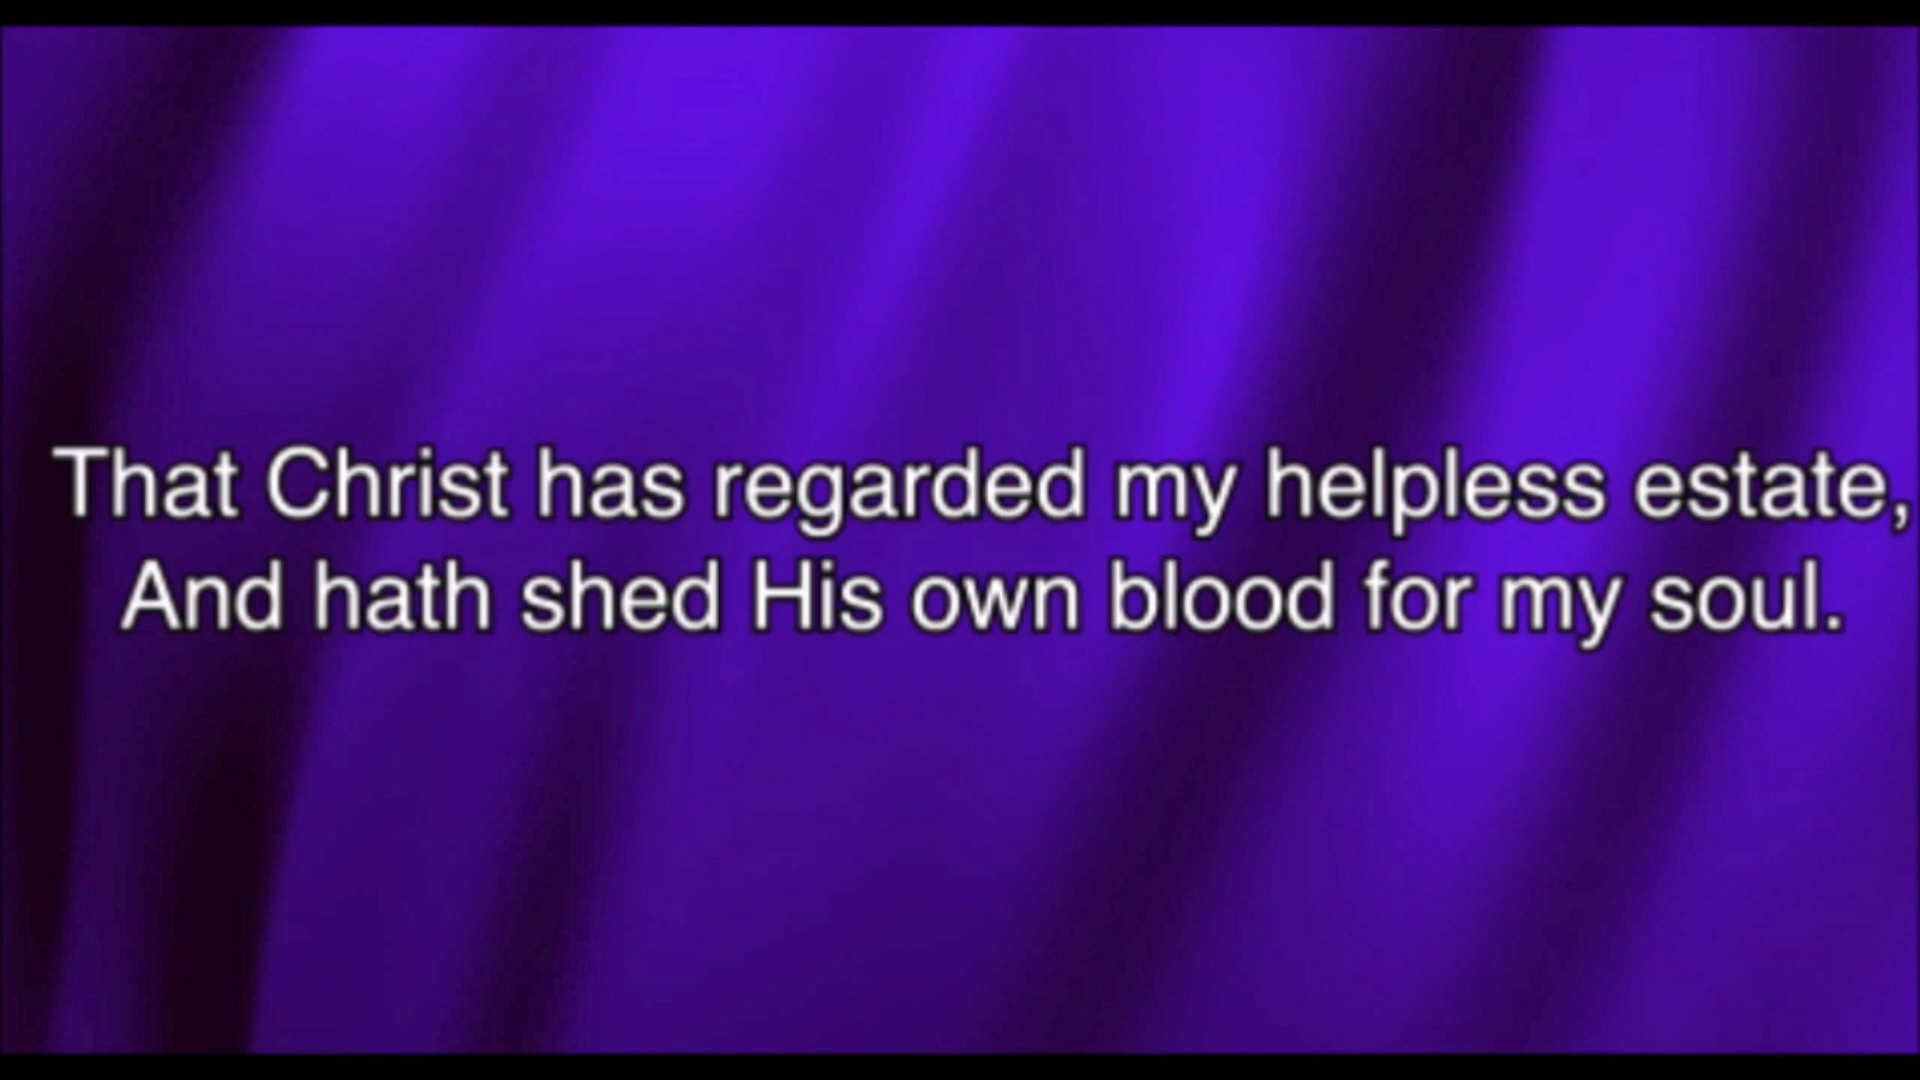 That Christ has regarded my helpless estate,
And hath shed His own blood for my soul.